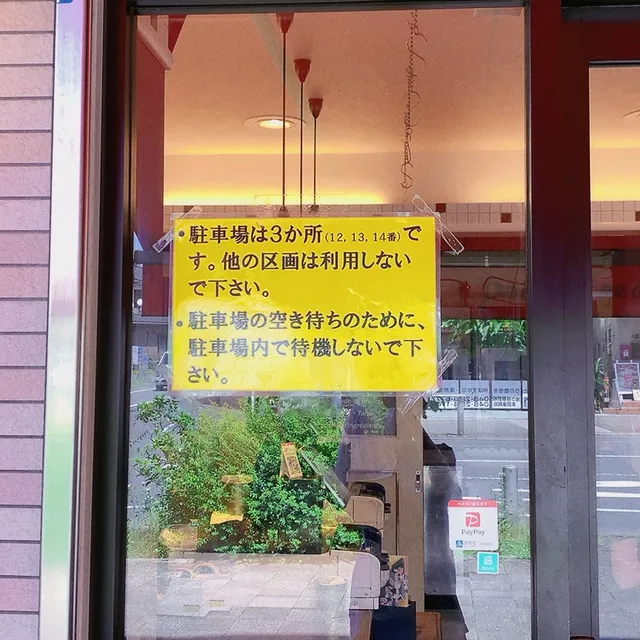 ・駐車場は3か所(12, 13, 14番)で
す。他の区画は利用しない
で下さい。
・駐車場の空き待ちのために、
駐車場内で待機しないで下
さい。
PayPay